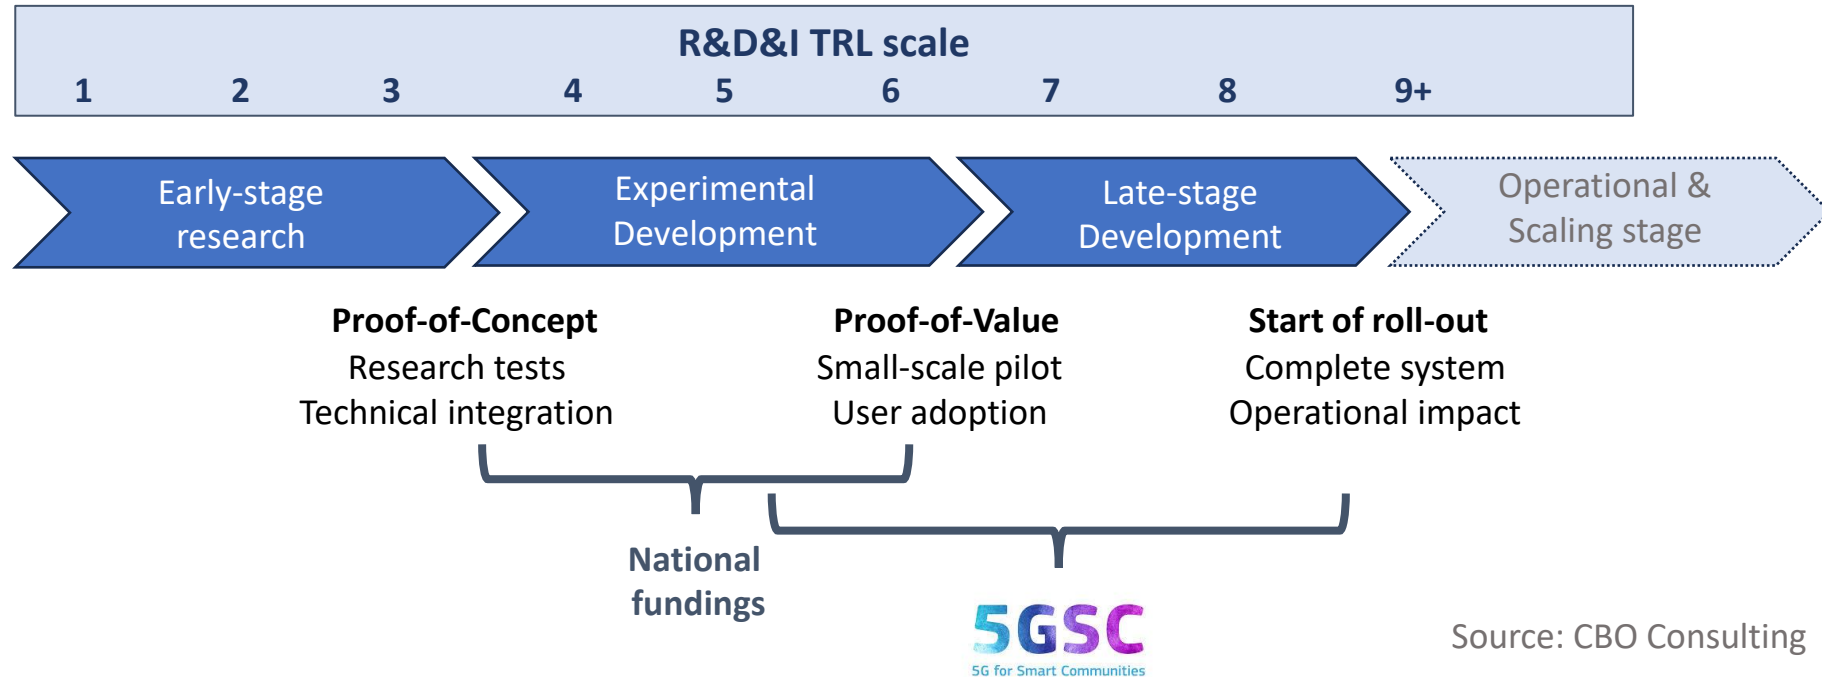 R&D&I TRL scale
1 2 3 4 5 6 7 8 9+
Early-stage
research
Experimental
Development
Late-stage
Development
Operational &
Scaling stage
Proof-of-Concept
Research tests
Technical integration
Proof-of-Value
Small-scale pilot
User adoption
Start of roll-out
Complete system
Operational impact
National
fundings
5GSC
5G for Smart Communities
Source: CBO Consulting